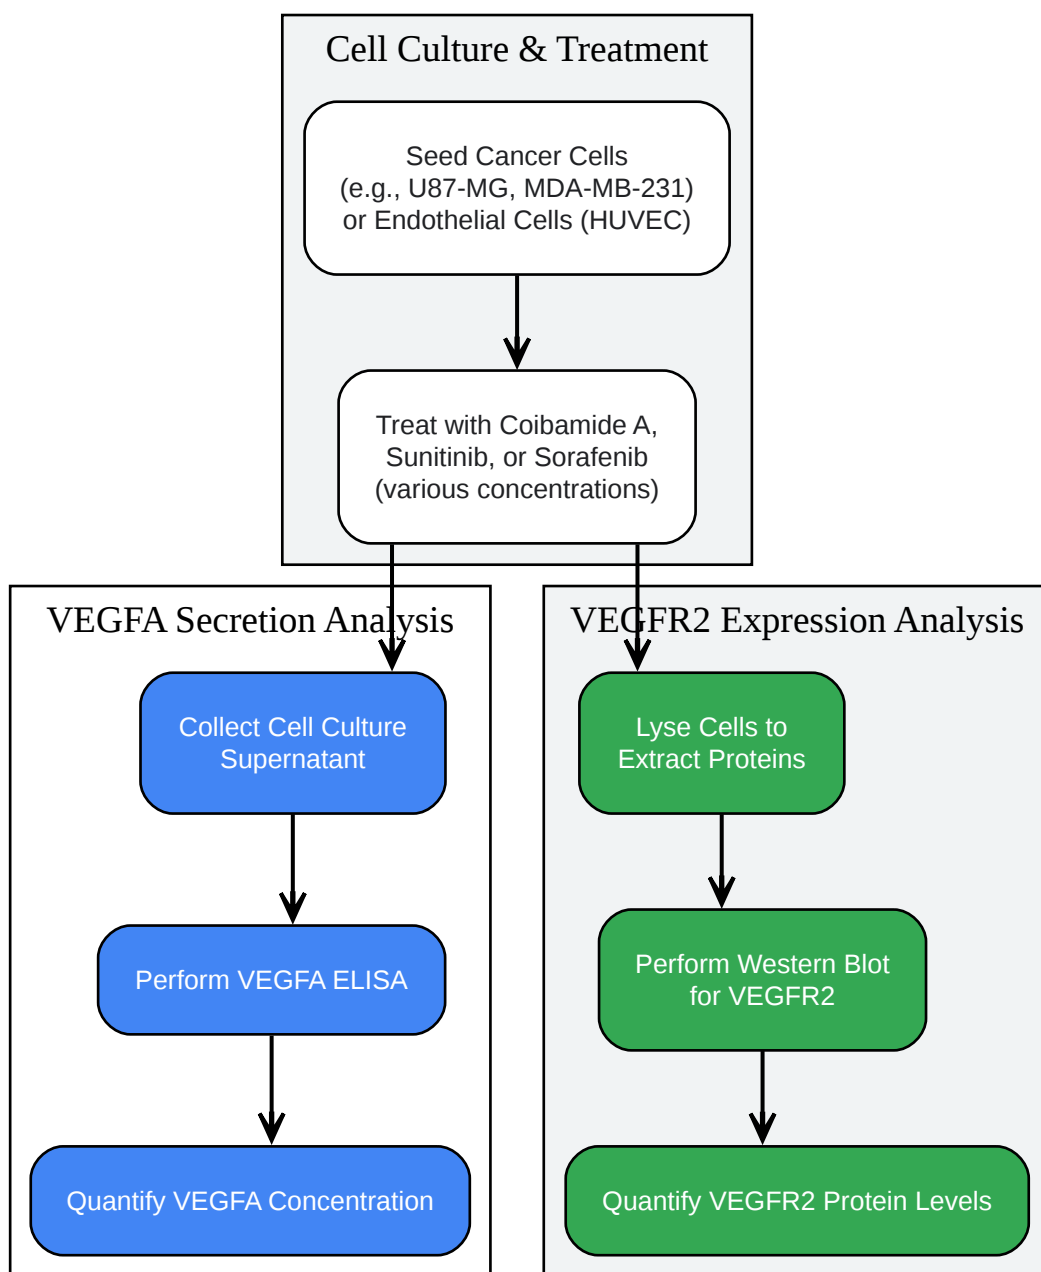 Cell Culture & Treatment
Seed Cancer Cells
(e.g., U87-MG, MDA-MB-231)
or Endothelial Cells (HUVEC)
Treat with Coibamide A,
Sunitinib, or Sorafenib
(various concentrations)
VEGFA Secretion Analysis
Collect Cell Culture
Supernatant
Perform VEGFA ELISA
Quantify VEGFA Concentration
VEGFR2 Expression Analysis
Lyse Cells to
Extract Proteins
Perform Western Blot
for VEGFR2
Quantify VEGFR2 Protein Levels